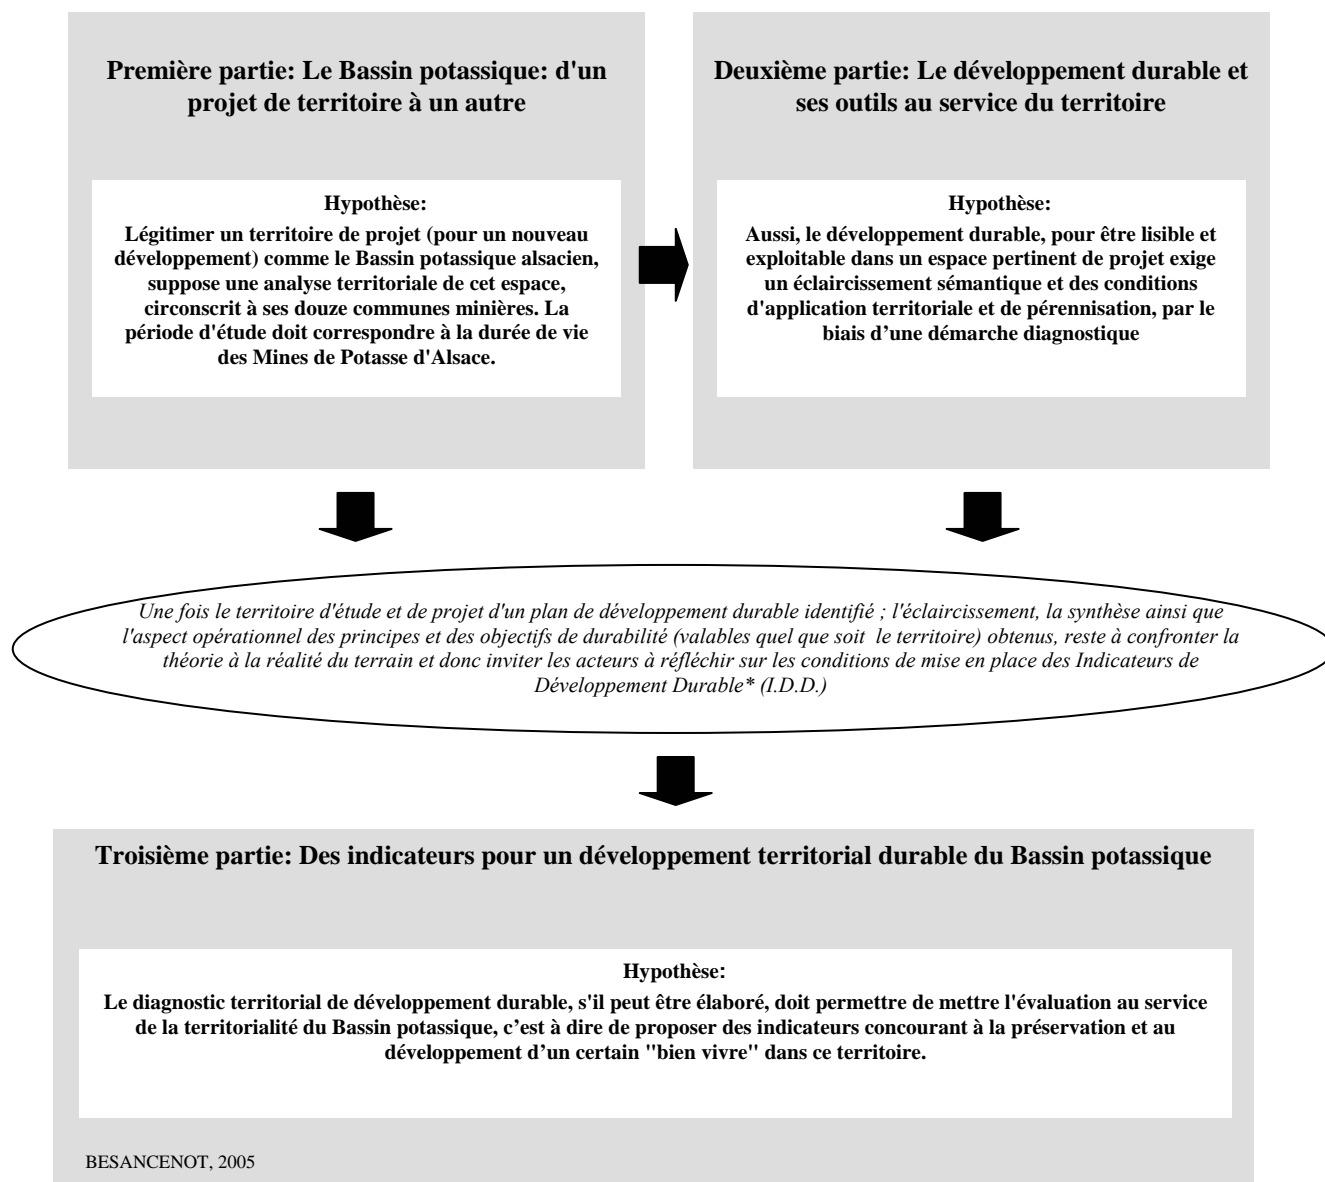 Première partie: Le Bassin potassique: d'un
projet de territoire à un autre
Hypothèse:
Légitimer un territoire de projet (pour un nouveau
développement) comme le Bassin potassique alsacien,
suppose une analyse territoriale de cet espace,
circonscrit à ses douze communes minières. La
période d'étude doit correspondre à la durée de vie
des Mines de Potasse d'Alsace.
Deuxième partie: Le développement durable et
ses outils au service du territoire
Hypothèse:
Aussi, le développement durable, pour être lisible et
exploitable dans un espace pertinent de projet exige
un éclaircissement sémantique et des conditions
d'application territoriale et de pérennisation, par le
biais d’une démarche diagnostique
Une fois le territoire d'étude et de projet d'un plan de développement durable identifié ; l'éclaircissement, la synthèse ainsi que
l'aspect opérationnel des principes et des objectifs de durabilité (valables quel que soit le territoire) obtenus, reste à confronter la
théorie à la réalité du terrain et donc inviter les acteurs à réfléchir sur les conditions de mise en place des Indicateurs de
Développement Durable* (I.D.D.)
Troisième partie: Des indicateurs pour un développement territorial durable du Bassin potassique
Hypothèse:
Le diagnostic territorial de développement durable, s'il peut être élaboré, doit permettre de mettre l'évaluation au service
de la territorialité du Bassin potassique, c’est à dire de proposer des indicateurs concourant à la préservation et au
développement d’un certain "bien vivre" dans ce territoire.
BESANCENOT, 2005